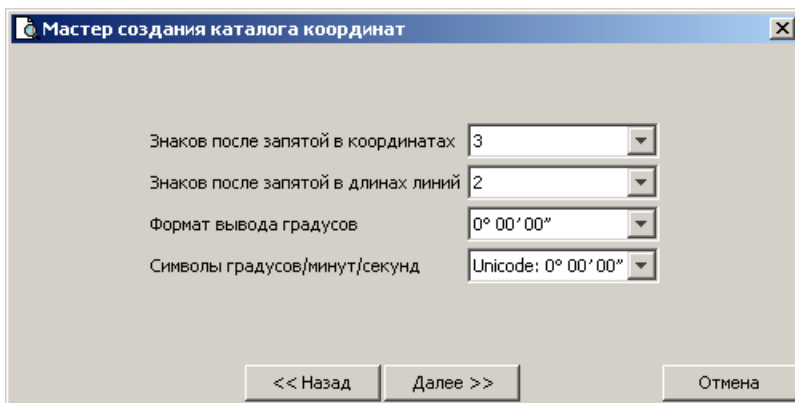 Мастер создания каталога координат
Знаков после запятой в координатах 3
Знаков после запятой в длинах линий 2
Формат вывода градусов 0° 00′ 00″
Символы градусов/минут/секунд Unicode: 0° 00′ 00″
<< Назад Далее >> Отмена